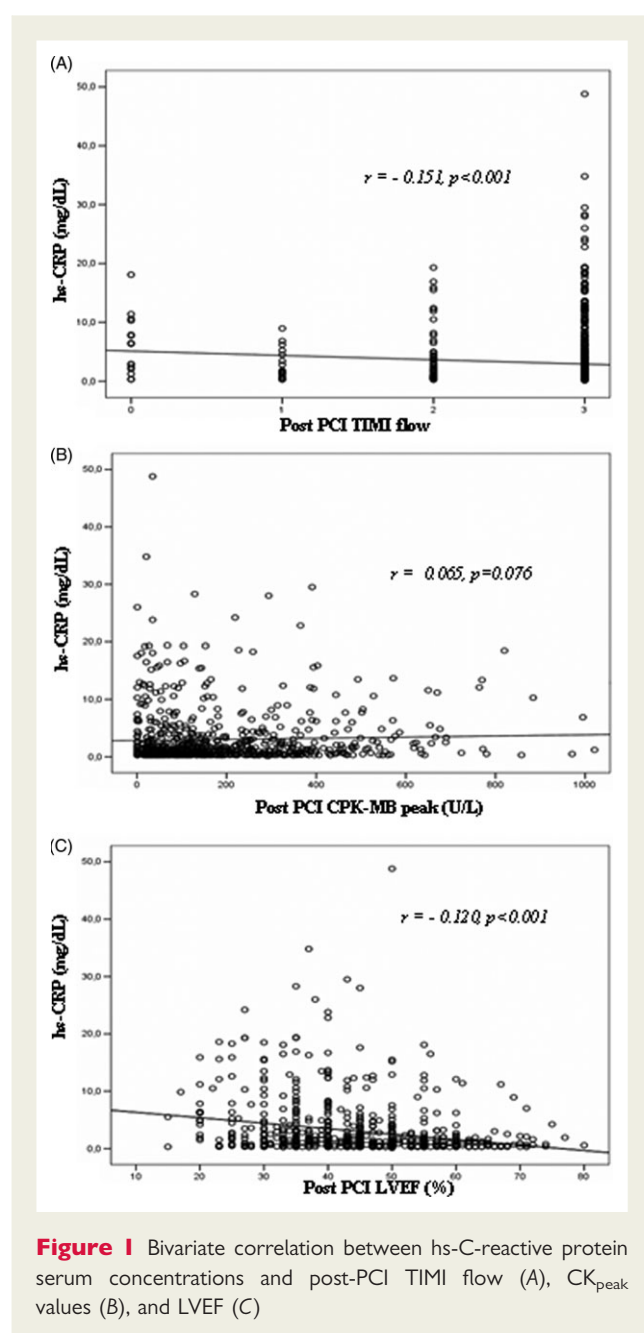 (A)
50,0
40,0
30,0
20,0
10,0
0,0
hs-CRP (mg/dL)
r = - 0.151, p<0.001
0 1 2 3
Post PCI TIMI flow
(B)
50,0
40,0
30,0
20,0
10,0
0,0
hs-CRP (mg/dL)
r = 0.065, p=0.076
0 200 400 600 800 1000
Post PCI CPK-MB peak (U/L)
(C)
50,0
40,0
30,0
20,0
10,0
0,0
hs-CRP (mg/dL)
r = - 0.120, p<0.001
10 20 30 40 50 60 70 80
Post PCI LVEF (%)
Figure 1 Bivariate correlation between hs-C-reactive protein
serum concentrations and post-PCI TIMI flow (A), CKpeak
values (B), and LVEF (C)